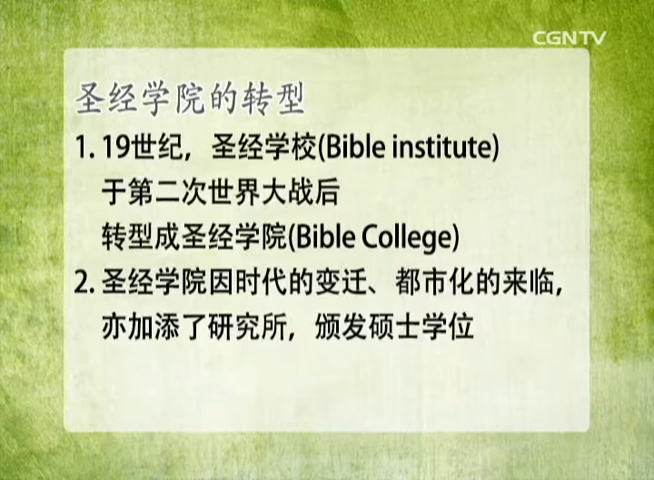 CGNTV
圣经学院的转型
1. 19世纪，圣经学校(Bible institute)
于第二次世界大战后
转型成圣经学院(Bible College)
2. 圣经学院因时代的变迁、都市化的来临，
亦加添了研究所，颁发硕士学位